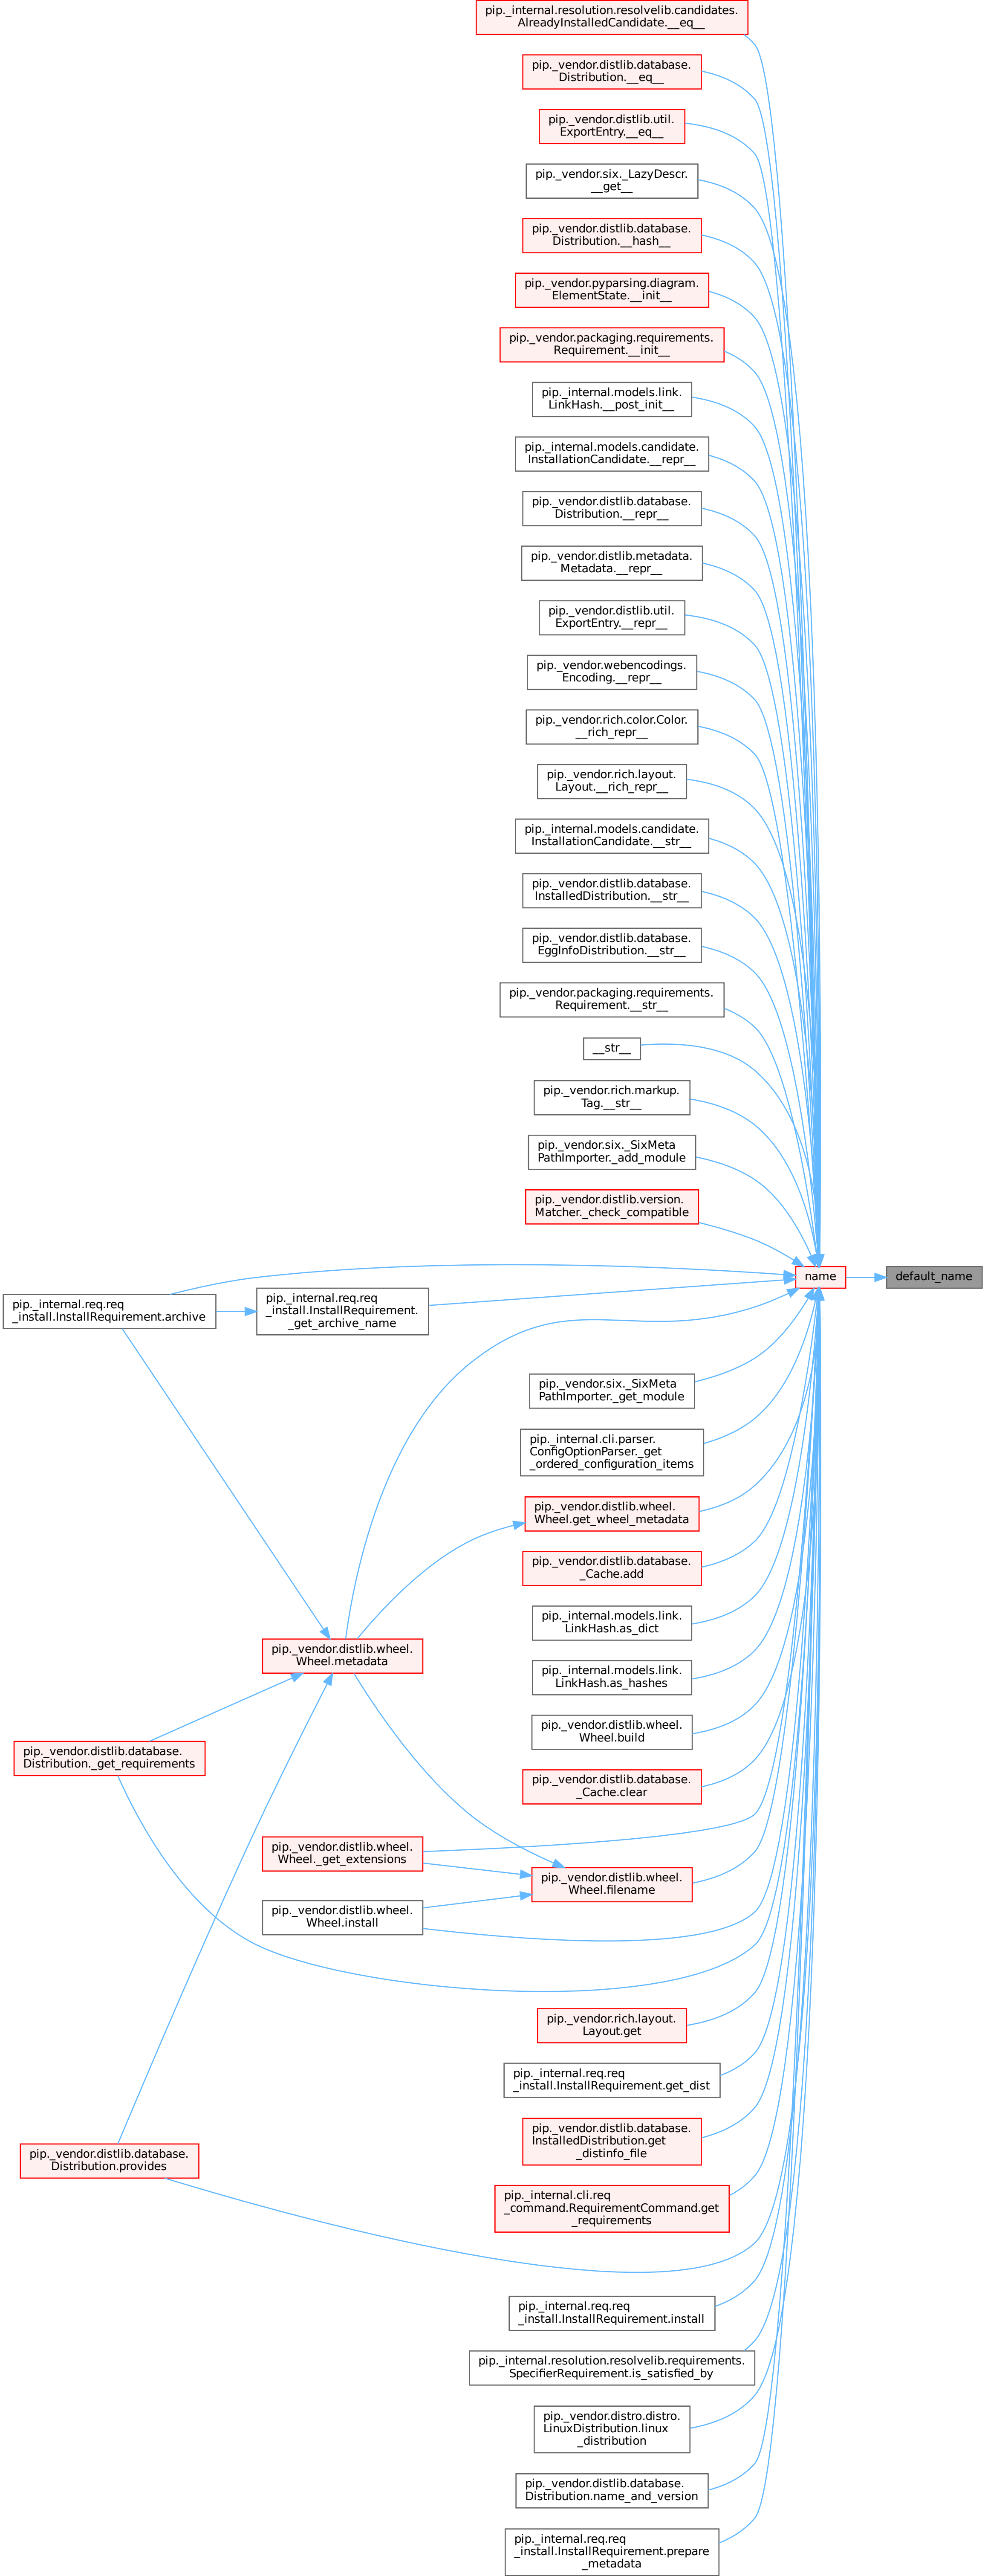 pip._internal.resolution.resolvelib.candidates.
AlreadyInstalledCandidate.__eq__
pip._vendor.distlib.database.
Distribution.__eq__
pip._vendor.distlib.util.
ExportEntry.__eq__
pip._vendor.six._LazyDescr.
__get__
pip._vendor.distlib.database.
Distribution.__hash__
pip._vendor.pyparsing.diagram.
ElementState.__init__
pip._vendor.packaging.requirements.
Requirement.__init__
pip._internal.models.link.
LinkHash.__post_init__
pip._internal.models.candidate.
InstallationCandidate.__repr__
pip._vendor.distlib.database.
Distribution.__repr__
pip._vendor.distlib.metadata.
Metadata.__repr__
pip._vendor.distlib.util.
ExportEntry.__repr__
pip._vendor.webencodings.
Encoding.__repr__
pip._vendor.rich.color.Color.
__rich_repr__
pip._vendor.rich.layout.
Layout.__rich_repr__
pip._internal.models.candidate.
InstallationCandidate.__str__
pip._vendor.distlib.database.
InstalledDistribution.__str__
pip._vendor.distlib.database.
EggInfoDistribution.__str__
pip._vendor.packaging.requirements.
Requirement.__str__
__str__
pip._vendor.rich.markup.
Tag.__str__
pip._vendor.six._SixMeta
PathImporter._add_module
pip._vendor.distlib.version.
Matcher._check_compatible
name
default_name
pip._internal.req.req
_install.InstallRequirement.archive
pip._internal.req.req
_install.InstallRequirement.
_get_archive_name
pip._vendor.six._SixMeta
PathImporter._get_module
pip._internal.cli.parser.
ConfigOptionParser._get
_ordered_configuration_items
pip._vendor.distlib.wheel.
Wheel.get_wheel_metadata
pip._vendor.distlib.database.
_Cache.add
pip._internal.models.link.
LinkHash.as_dict
pip._vendor.distlib.wheel.
Wheel.metadata
pip._internal.models.link.
LinkHash.as_hashes
pip._vendor.distlib.wheel.
Wheel.build
pip._vendor.distlib.database.
Distribution._get_requirements
pip._vendor.distlib.database.
_Cache.clear
pip._vendor.distlib.wheel.
Wheel._get_extensions
pip._vendor.distlib.wheel.
Wheel.filename
pip._vendor.distlib.wheel.
Wheel.install
pip._vendor.rich.layout.
Layout.get
pip._internal.req.req
_install.InstallRequirement.get_dist
pip._vendor.distlib.database.
InstalledDistribution.get
_distinfo_file
pip._vendor.distlib.database.
Distribution.provides
pip._internal.cli.req
_command.RequirementCommand.get
_requirements
pip._internal.req.req
_install.InstallRequirement.install
pip._internal.resolution.resolvelib.requirements.
SpecifierRequirement.is_satisfied_by
pip._vendor.distro.distro.
LinuxDistribution.linux
_distribution
pip._vendor.distlib.database.
Distribution.name_and_version
pip._internal.req.req
_install.InstallRequirement.prepare
_metadata